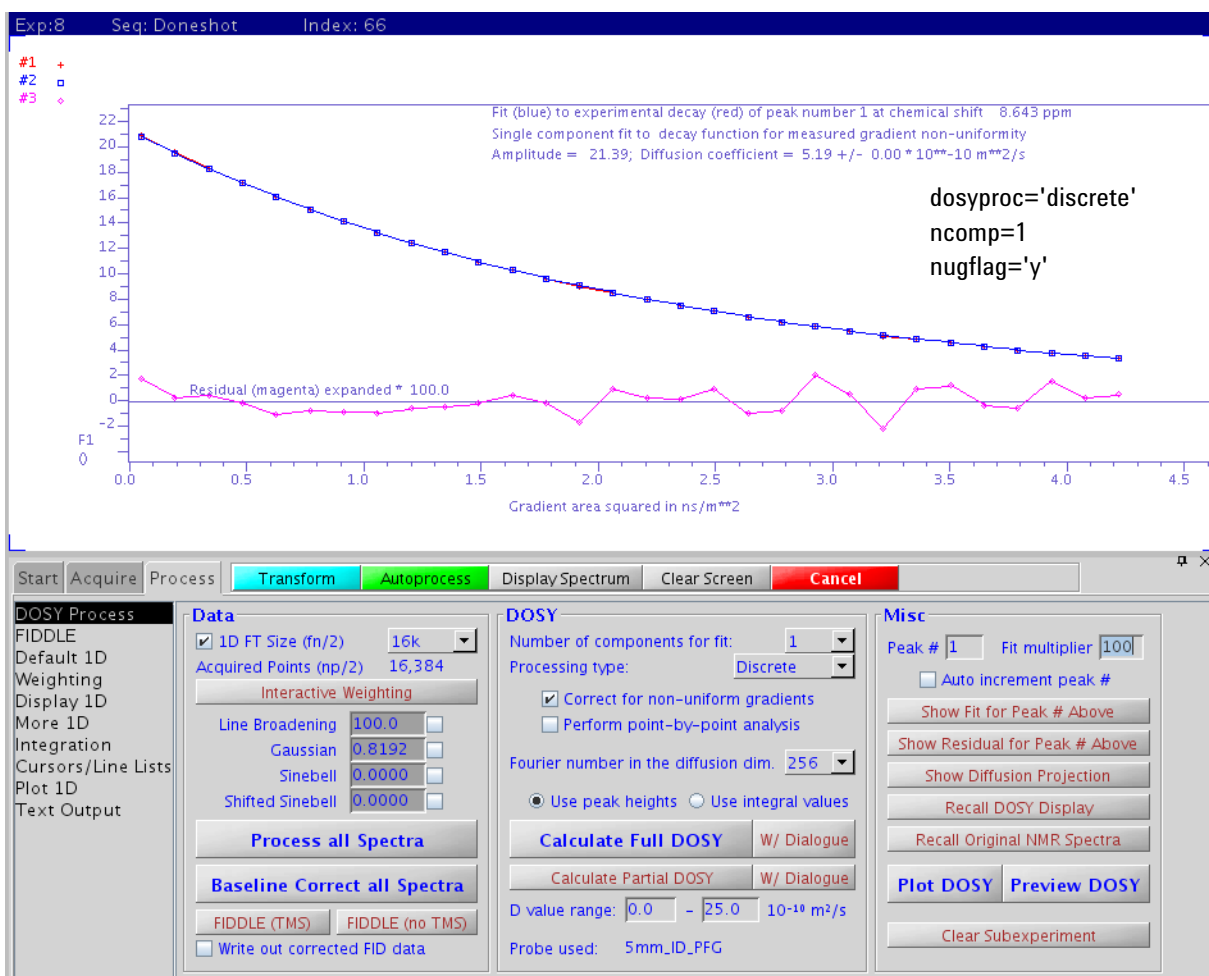 Exp:8 Seq: Doneshot Index: 66
#1
#2
#3
Fit (blue) to experimental decay (red) of peak number 1 at chemical shift 8.643 ppm
Single component fit to decay function for measured gradient non-uniformity
Amplitude = 21.39; Diffusion coefficient = 5.19 +/- 0.00 * 10**-10 m**2/s
dosyproc='discrete'
ncomp=1
nugflag='y'
22
20
18
16
14
12
10
8
6
4
2
0
-2
Residual (magenta) expanded * 100.0
F1
()
0.0 0.5 1.0 1.5 2.0 2.5 3.0 3.5 4.0 4.5
Gradient area squared in ns/m**2
Start Acquire Process Transform Autoprocess Display Spectrum Clear Screen Cancel
DOSY Process
FIDDLE
Default 1D
Weighting
Display 1D
More 1D
Integration
Cursors/Line Lists
Plot 1D
Text Output
Data
1D FT Size (fn/2) 16k
Acquired Points (np/2) 16,384
Interactive Weighting
Line Broadening 100.0
Gaussian 0.8192
Sinebell 0.0000
Shifted Sinebell 0.0000
Process all Spectra
Baseline Correct all Spectra
FIDDLE (TMS) FIDDLE (no TMS)
Write out corrected FID data
DOSY
Number of components for fit: 1
Processing type: Discrete
Correct for non-uniform gradients
Perform point-by-point analysis
Fourier number in the diffusion dim. 256
Use peak heights Use integral values
Calculate Full DOSY W/ Dialogue
Calculate Partial DOSY W/ Dialogue
D value range: 0.0 - 25.0 10⁻¹⁰ m²/s
Probe used: 5mm_ID_PFG
Misc
Peak # 1 Fit multiplier 100
Auto increment peak #
Show Fit for Peak # Above
Show Residual for Peak # Above
Show Diffusion Projection
Recall DOSY Display
Recall Original NMR Spectra
Plot DOSY Preview DOSY
Clear Subexperiment